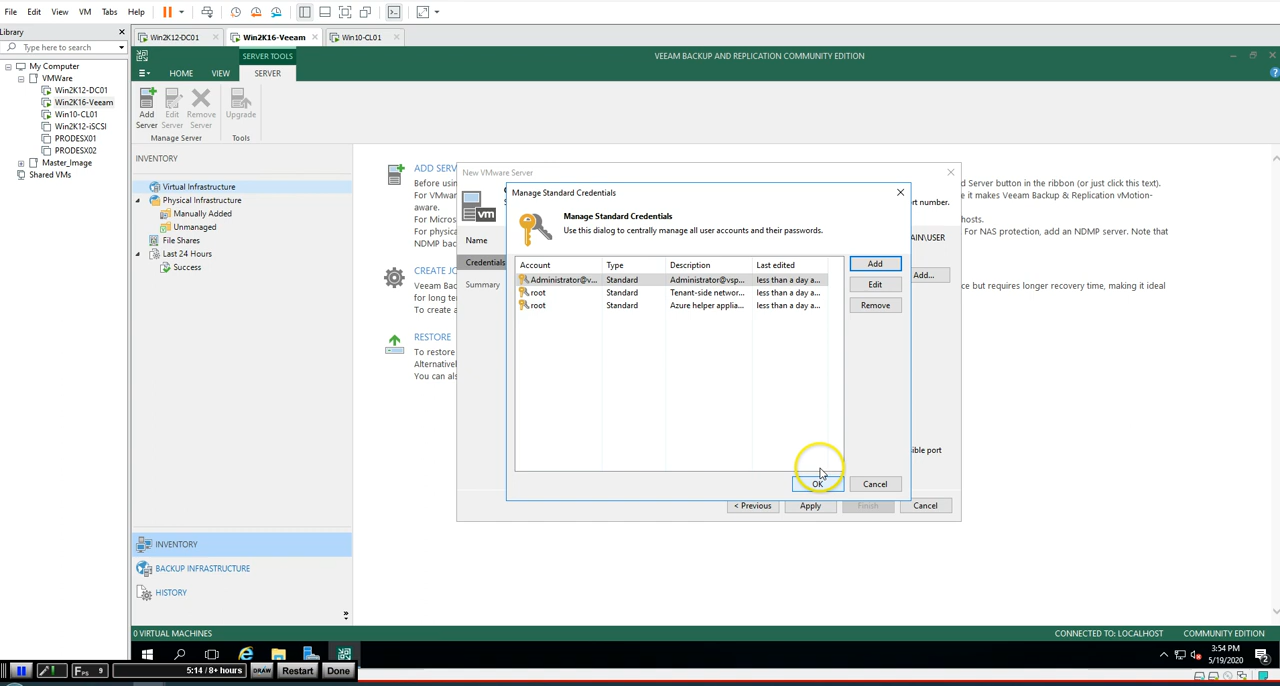 File Edit View VM Tabs Help
Library
Type here to search
My Computer
VMWare
Win2K12-DC01
Win2K16-Veeam
Win10-CL01
Win2K12-iSCSI
PRODESX01
PRODESX02
Master_Image
Shared VMs
Win2K12-DC01
Win2K16-Veeam
Win10-CL01
SERVER TOOLS
VEEAM BACKUP AND REPLICATION COMMUNITY EDITION
HOME VIEW SERVER
Add Server
Edit Server
Remove Server
Upgrade
Manage Server
Tools
INVENTORY
Virtual Infrastructure
Physical Infrastructure
Manually Added
Unmanaged
File Shares
Last 24 Hours
Success
INVENTORY
BACKUP INFRASTRUCTURE
HISTORY
ADD SERV
Before usin
For VMwar
aware.
For Micros
For physica
NDMP bac
d Server button in the ribbon (or just click this text).
e it makes Veeam Backup & Replication vMotion-
hosts.
For NAS protection, add an NDMP server. Note that
CREATE JO
Veeam Bac
for long ter
To create a
ce but requires longer recovery time, making it ideal
RESTORE
To restore
Alternativel
You can als
New VMware Server
rt number.
Name
Credentials
Summary
AIN\USER
Add...
ible port
< Previous
Apply
Finish
Cancel
Manage Standard Credentials
Manage Standard Credentials
Use this dialog to centrally manage all user accounts and their passwords.
Account Type Description Last edited
Administrator@v... Standard Administrator@vsp... less than a day a...
root Standard Tenant-side networ... less than a day a...
root Standard Azure helper applia... less than a day a...
Add
Edit
Remove
OK
Cancel
0 VIRTUAL MACHINES
CONNECTED TO: LOCALHOST
COMMUNITY EDITION
3:54 PM
5/19/2020
2
FPS 9
5:14 / 8+ hours
DRAW
Restart
Done